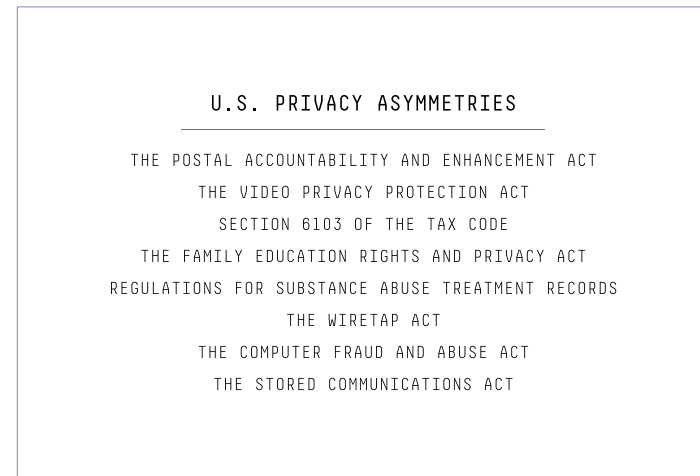 U.S. PRIVACY ASYMMETRIES
THE POSTAL ACCOUNTABILITY AND ENHANCEMENT ACT
THE VIDEO PRIVACY PROTECTION ACT
SECTION 6103 OF THE TAX CODE
THE FAMILY EDUCATION RIGHTS AND PRIVACY ACT
REGULATIONS FOR SUBSTANCE ABUSE TREATMENT RECORDS
THE WIRETAP ACT
THE COMPUTER FRAUD AND ABUSE ACT
THE STORED COMMUNICATIONS ACT